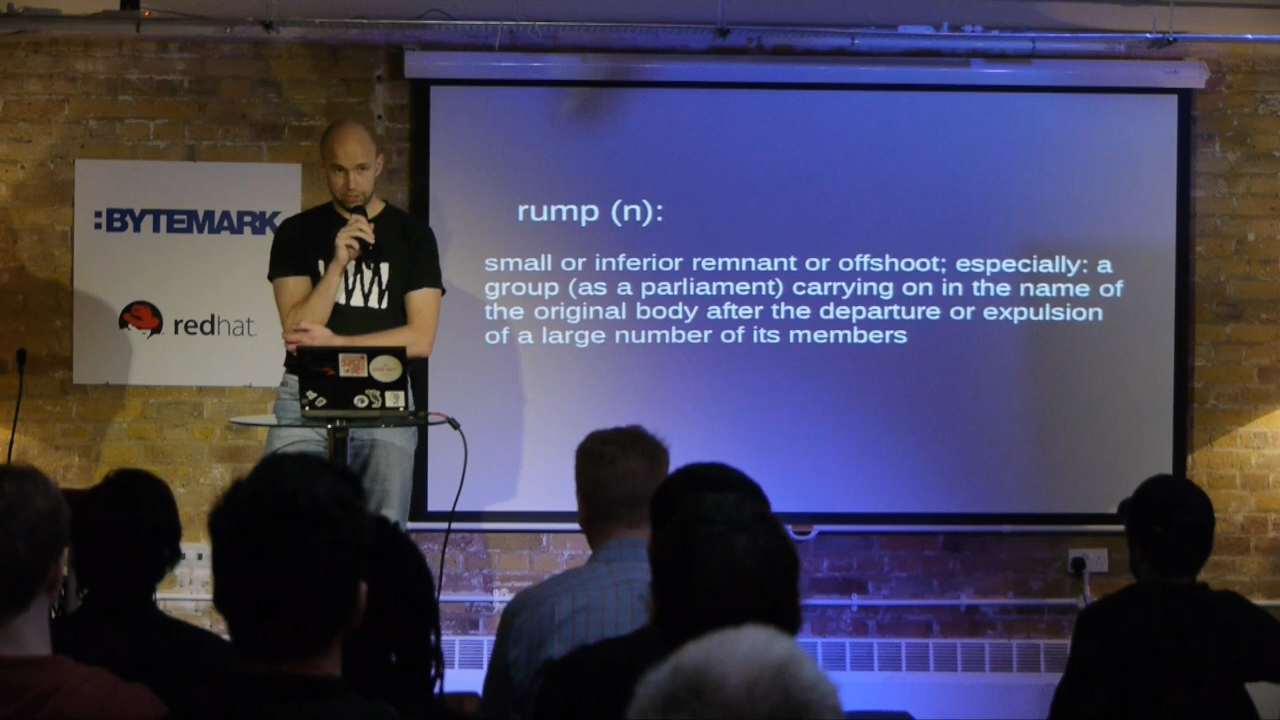 :BYTEMARK
redhat.
rump (n):
small or inferior remnant or offshoot; especially: a
group (as a parliament) carrying on in the name of
the original body after the departure or expulsion
of a large number of its members